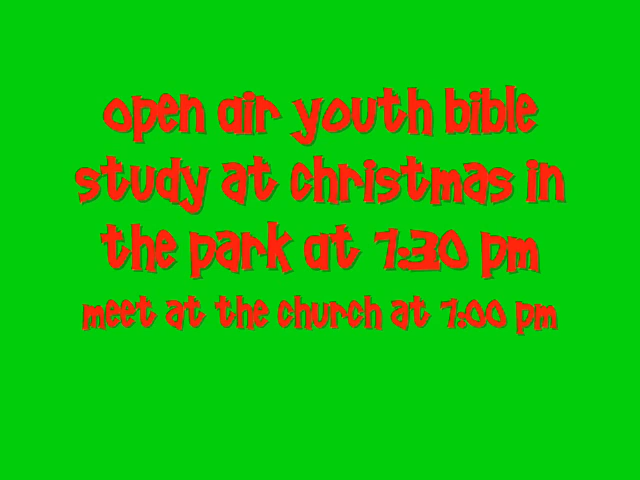 open air youth bible
study at christmas in
the park at 7:30 pm
meet at the church at 7:00 pm